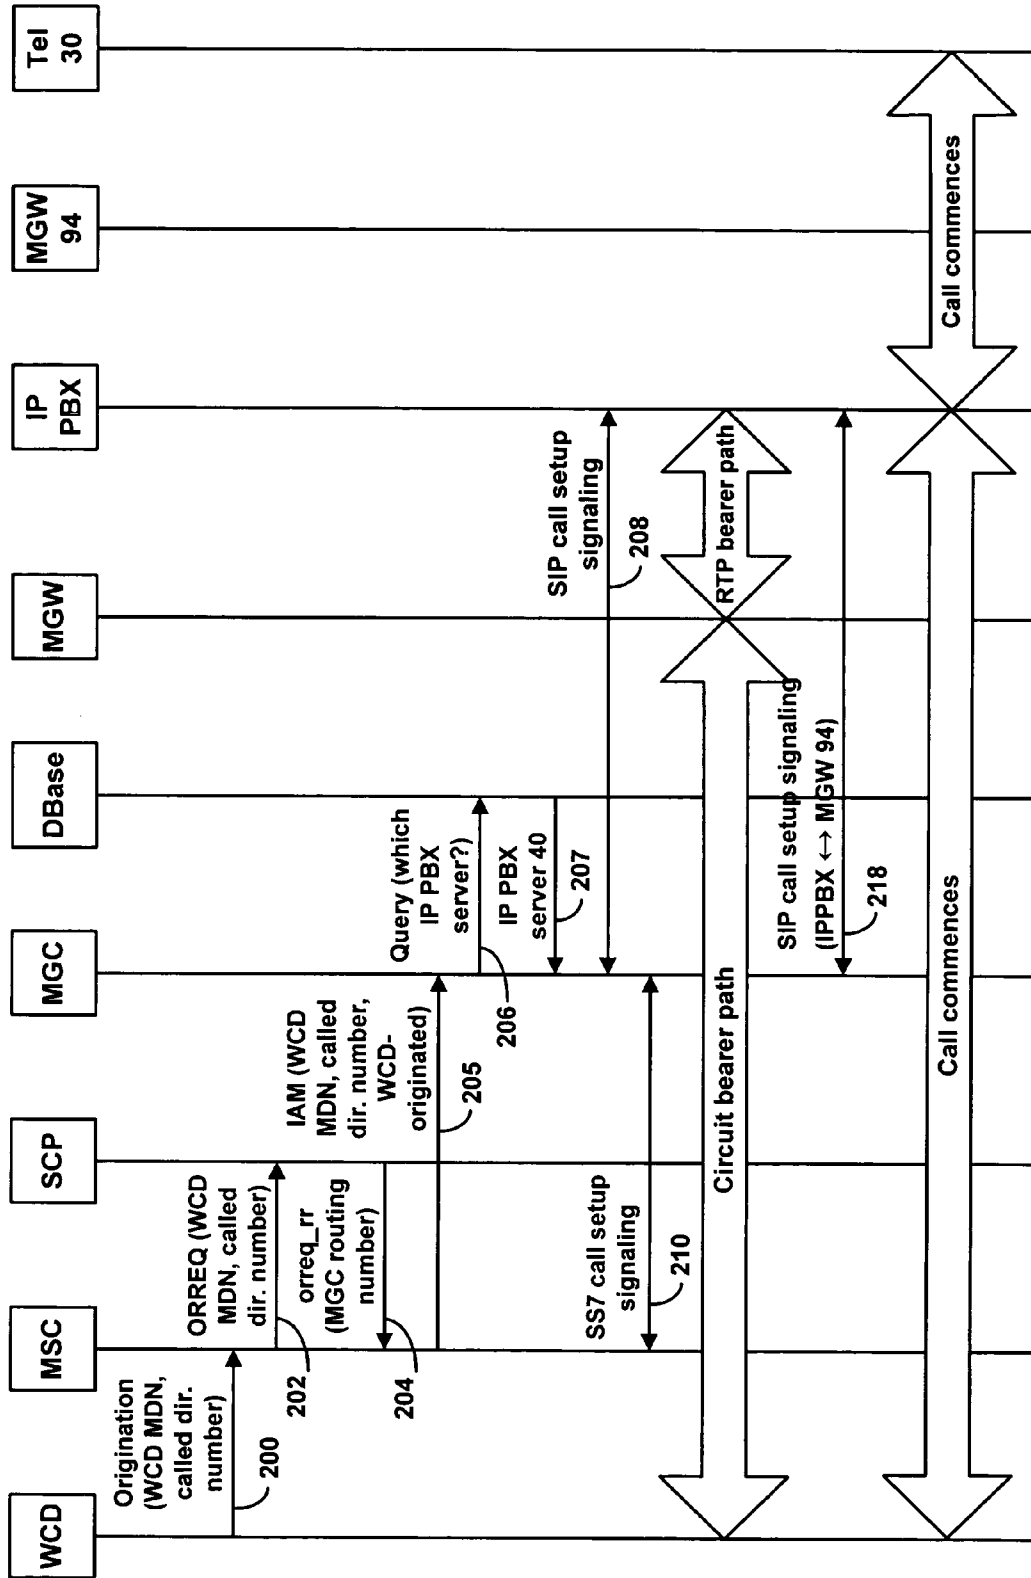 WCD
MSC
SCP
MGC
DBase
MGW
IP
PBX
MGW
94
Tel
30
Origination
(WCD MDN,
called dir.
number)
200
ORREQ (WCD
MDN, called
dir. number)
202
orreq_rr
(MGC routing
number)
204
IAM (WCD
MDN, called
dir. number,
WCD-
originated)
205
Query (which
IP PBX
server?)
206
IP PBX
server 40
207
SIP call setup
signaling
208
SS7 call setup
signaling
210
Circuit bearer path
RTP bearer path
SIP call setup signaling
(IPPBX ↔ MGW 94)
218
Call commences
Call commences